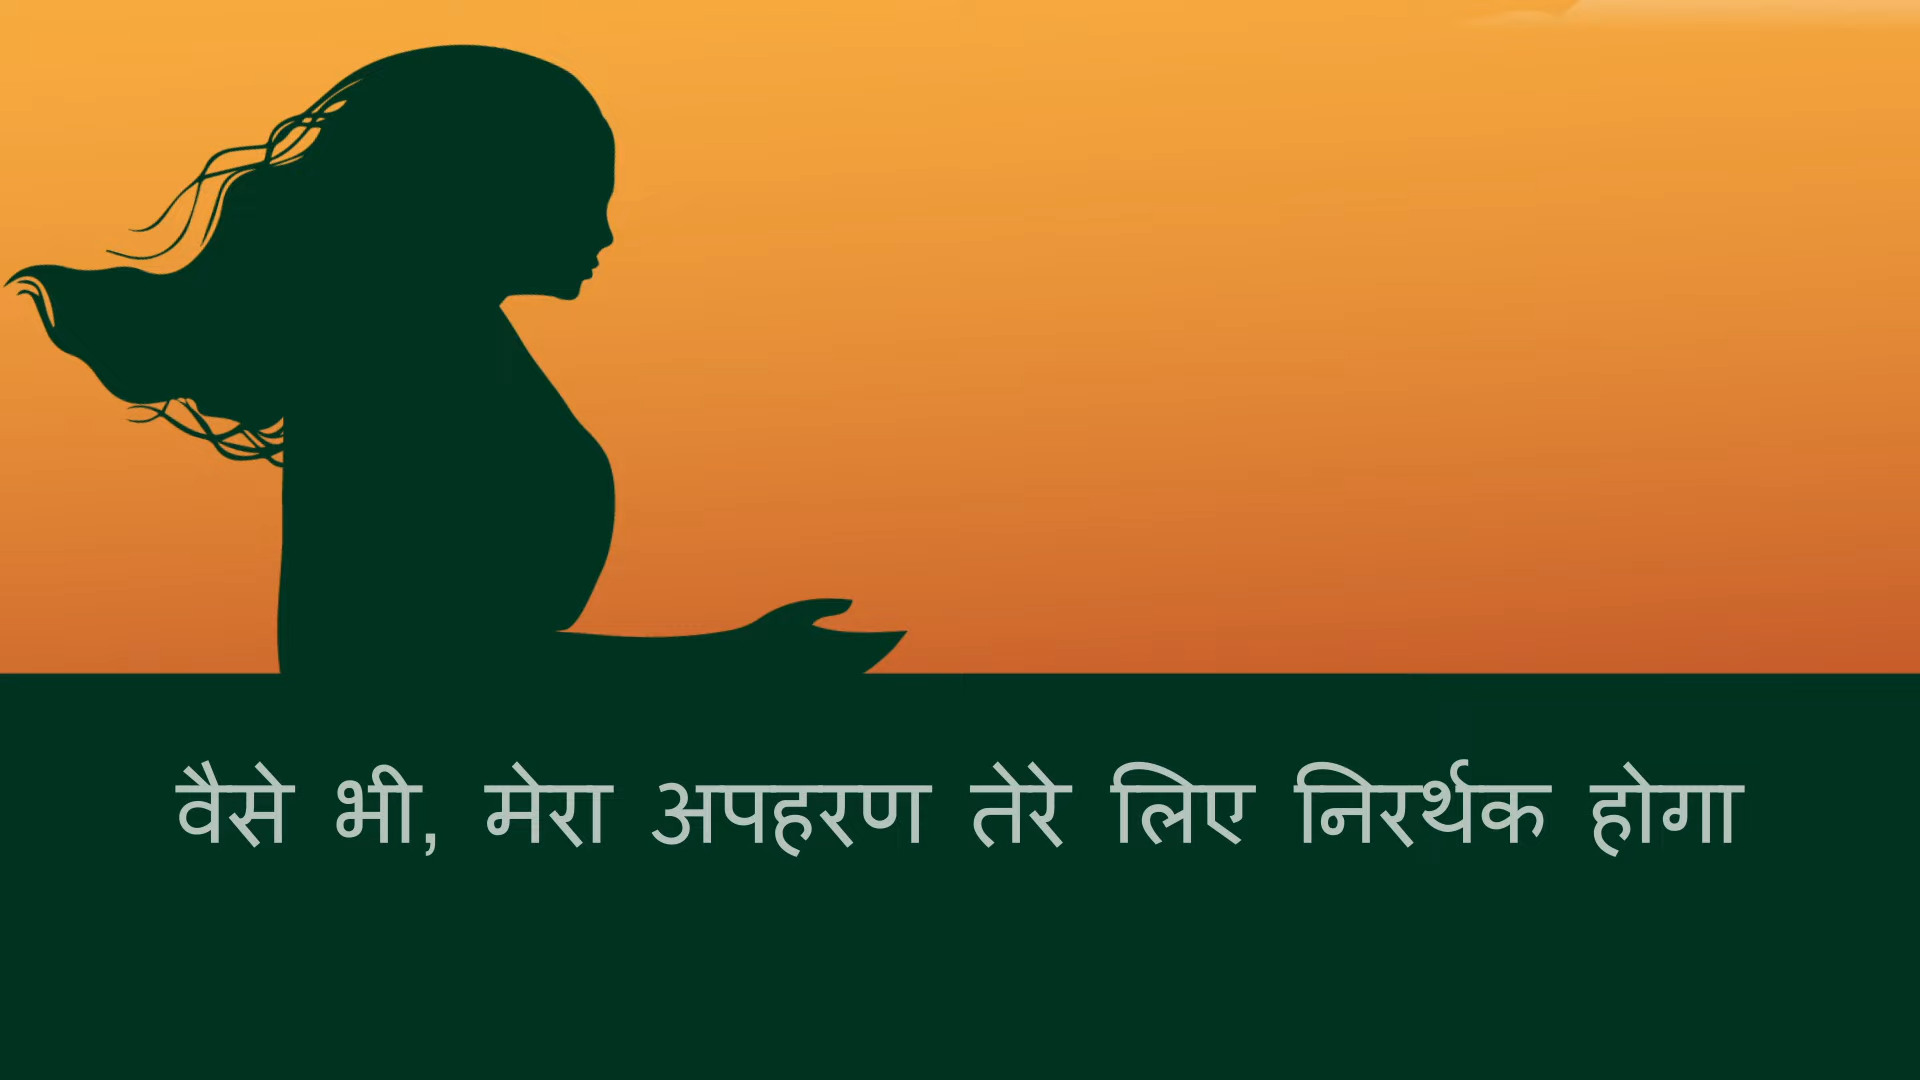 वैसे भी, मेरा अपहरण तेरे लिए निरर्थक होगा